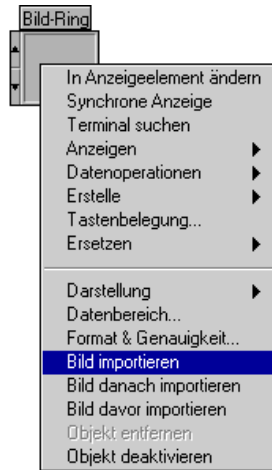 Bild-Ring
In Anzeigeelement ändern
Synchrone Anzeige
Terminal suchen
Anzeigen
Datenoperationen
Erstelle
Tastenbelegung...
Ersetzen
Darstellung
Datenbereich...
Format & Genauigkeit...
Bild importieren
Bild danach importieren
Bild davor importieren
Objekt entfernen
Objekt deaktivieren